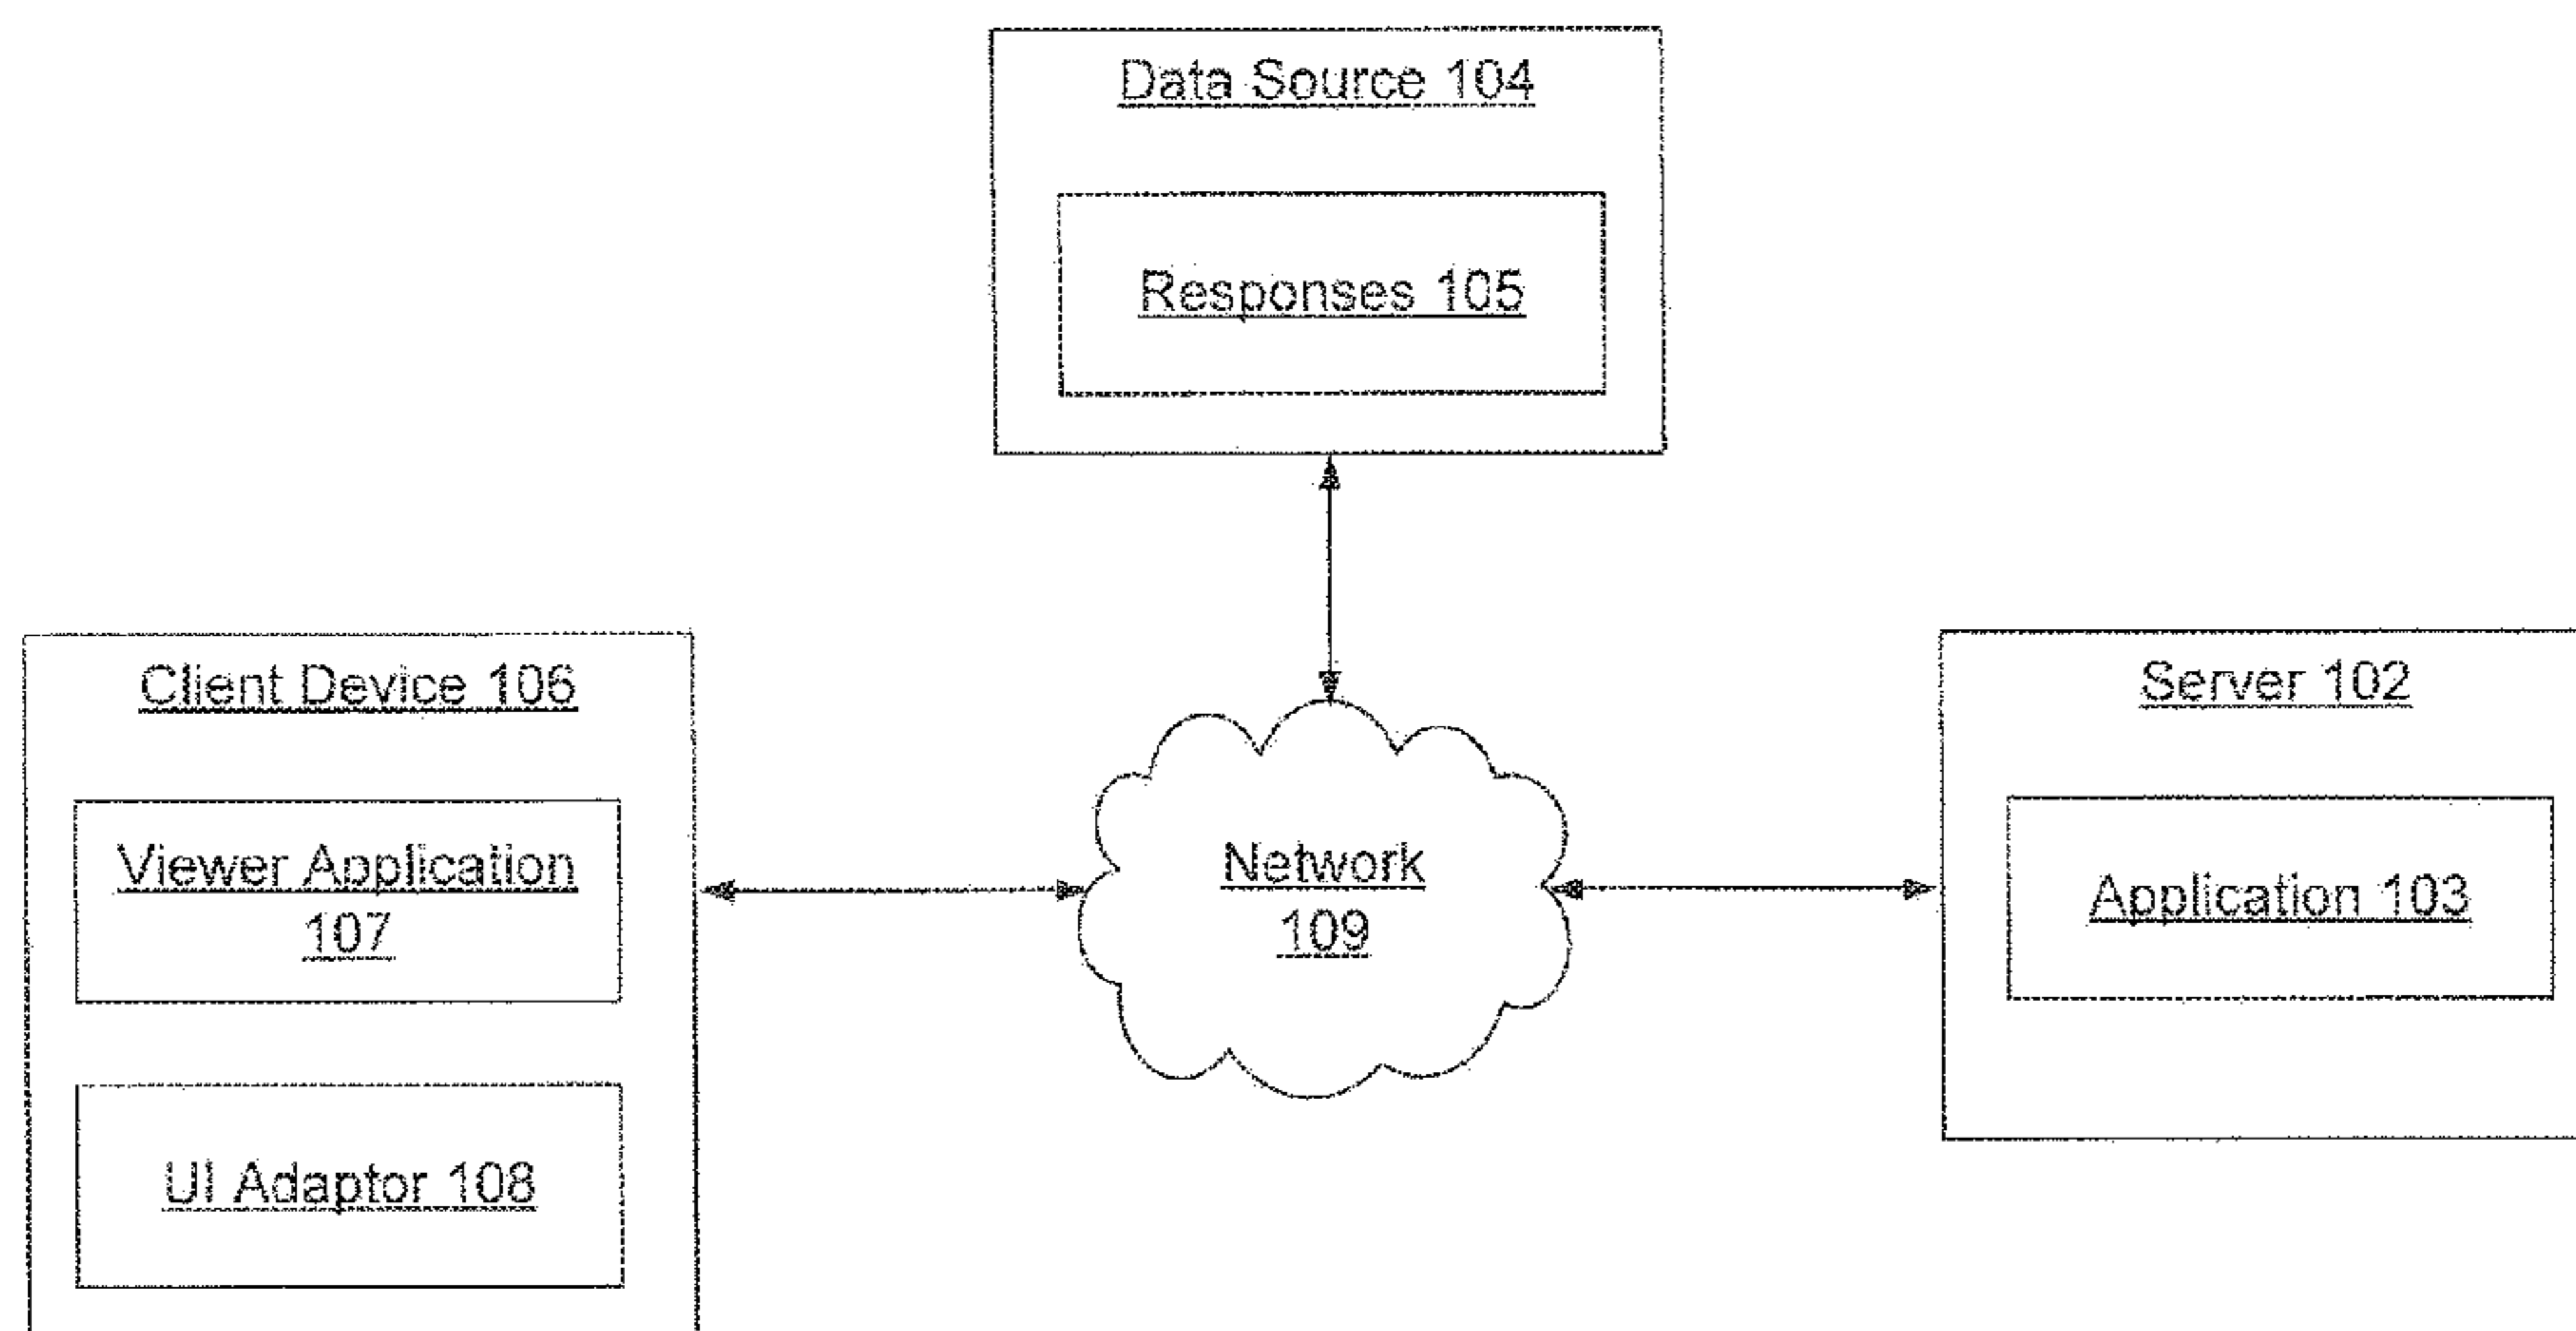 Data Source 104
Responses 105
Client Device 106
Viewer Application
107
UI Adaptor 108
Network
109
Server 102
Application 103